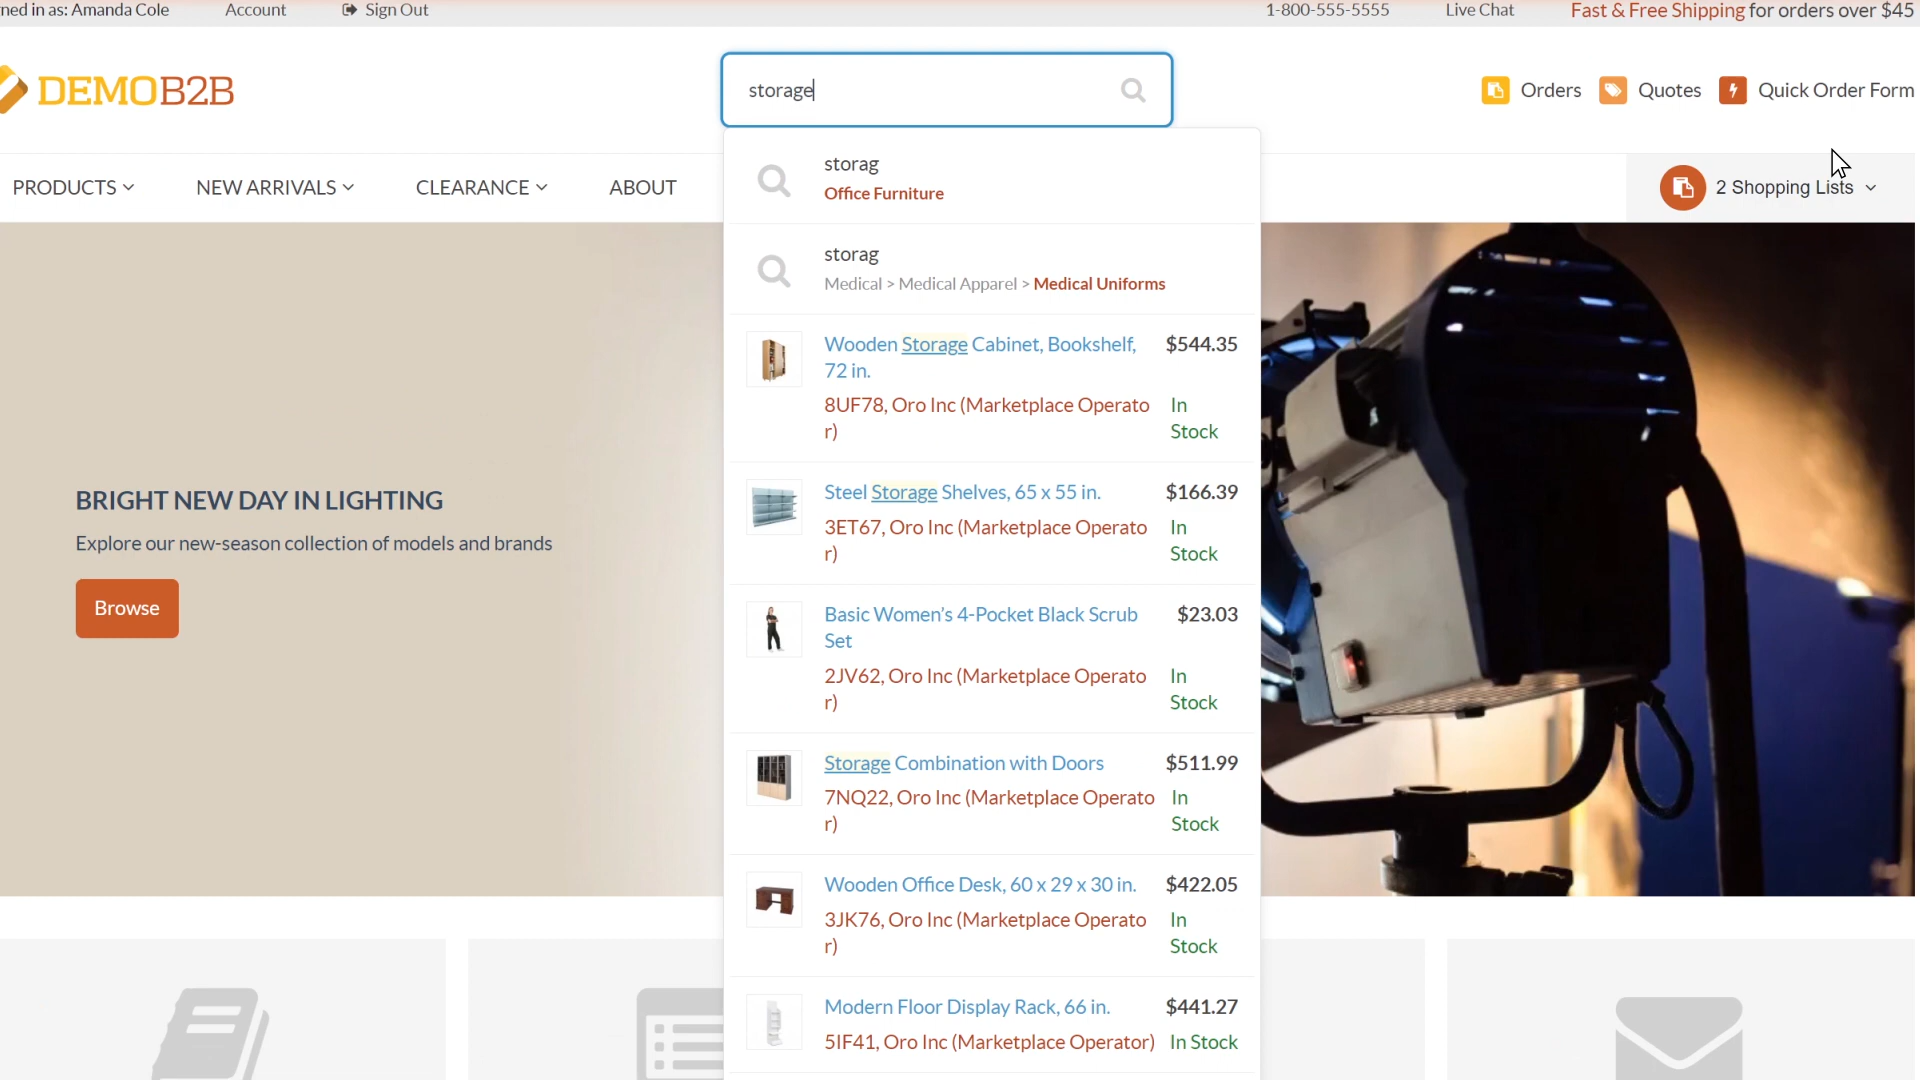 ned in as: Amanda Cole Account Sign Out 1-800-555-5555 Live Chat Fast & Free Shipping for orders over $45
DEMOB2B storage Orders Quotes Quick Order Form
PRODUCTS NEW ARRIVALS CLEARANCE ABOUT 2 Shopping Lists
storag
Office Furniture
storag
Medical > Medical Apparel > Medical Uniforms
Wooden Storage Cabinet, Bookshelf, $544.35
72 in.
8UF78, Oro Inc (Marketplace Operato In
r) Stock
Steel Storage Shelves, 65 x 55 in. $166.39
3ET67, Oro Inc (Marketplace Operato In
r) Stock
Basic Women’s 4-Pocket Black Scrub $23.03
Set
2JV62, Oro Inc (Marketplace Operato In
r) Stock
Storage Combination with Doors $511.99
7NQ22, Oro Inc (Marketplace Operato In
r) Stock
Wooden Office Desk, 60 x 29 x 30 in. $422.05
3JK76, Oro Inc (Marketplace Operato In
r) Stock
Modern Floor Display Rack, 66 in. $441.27
5IF41, Oro Inc (Marketplace Operator) In Stock
BRIGHT NEW DAY IN LIGHTING
Explore our new-season collection of models and brands
Browse